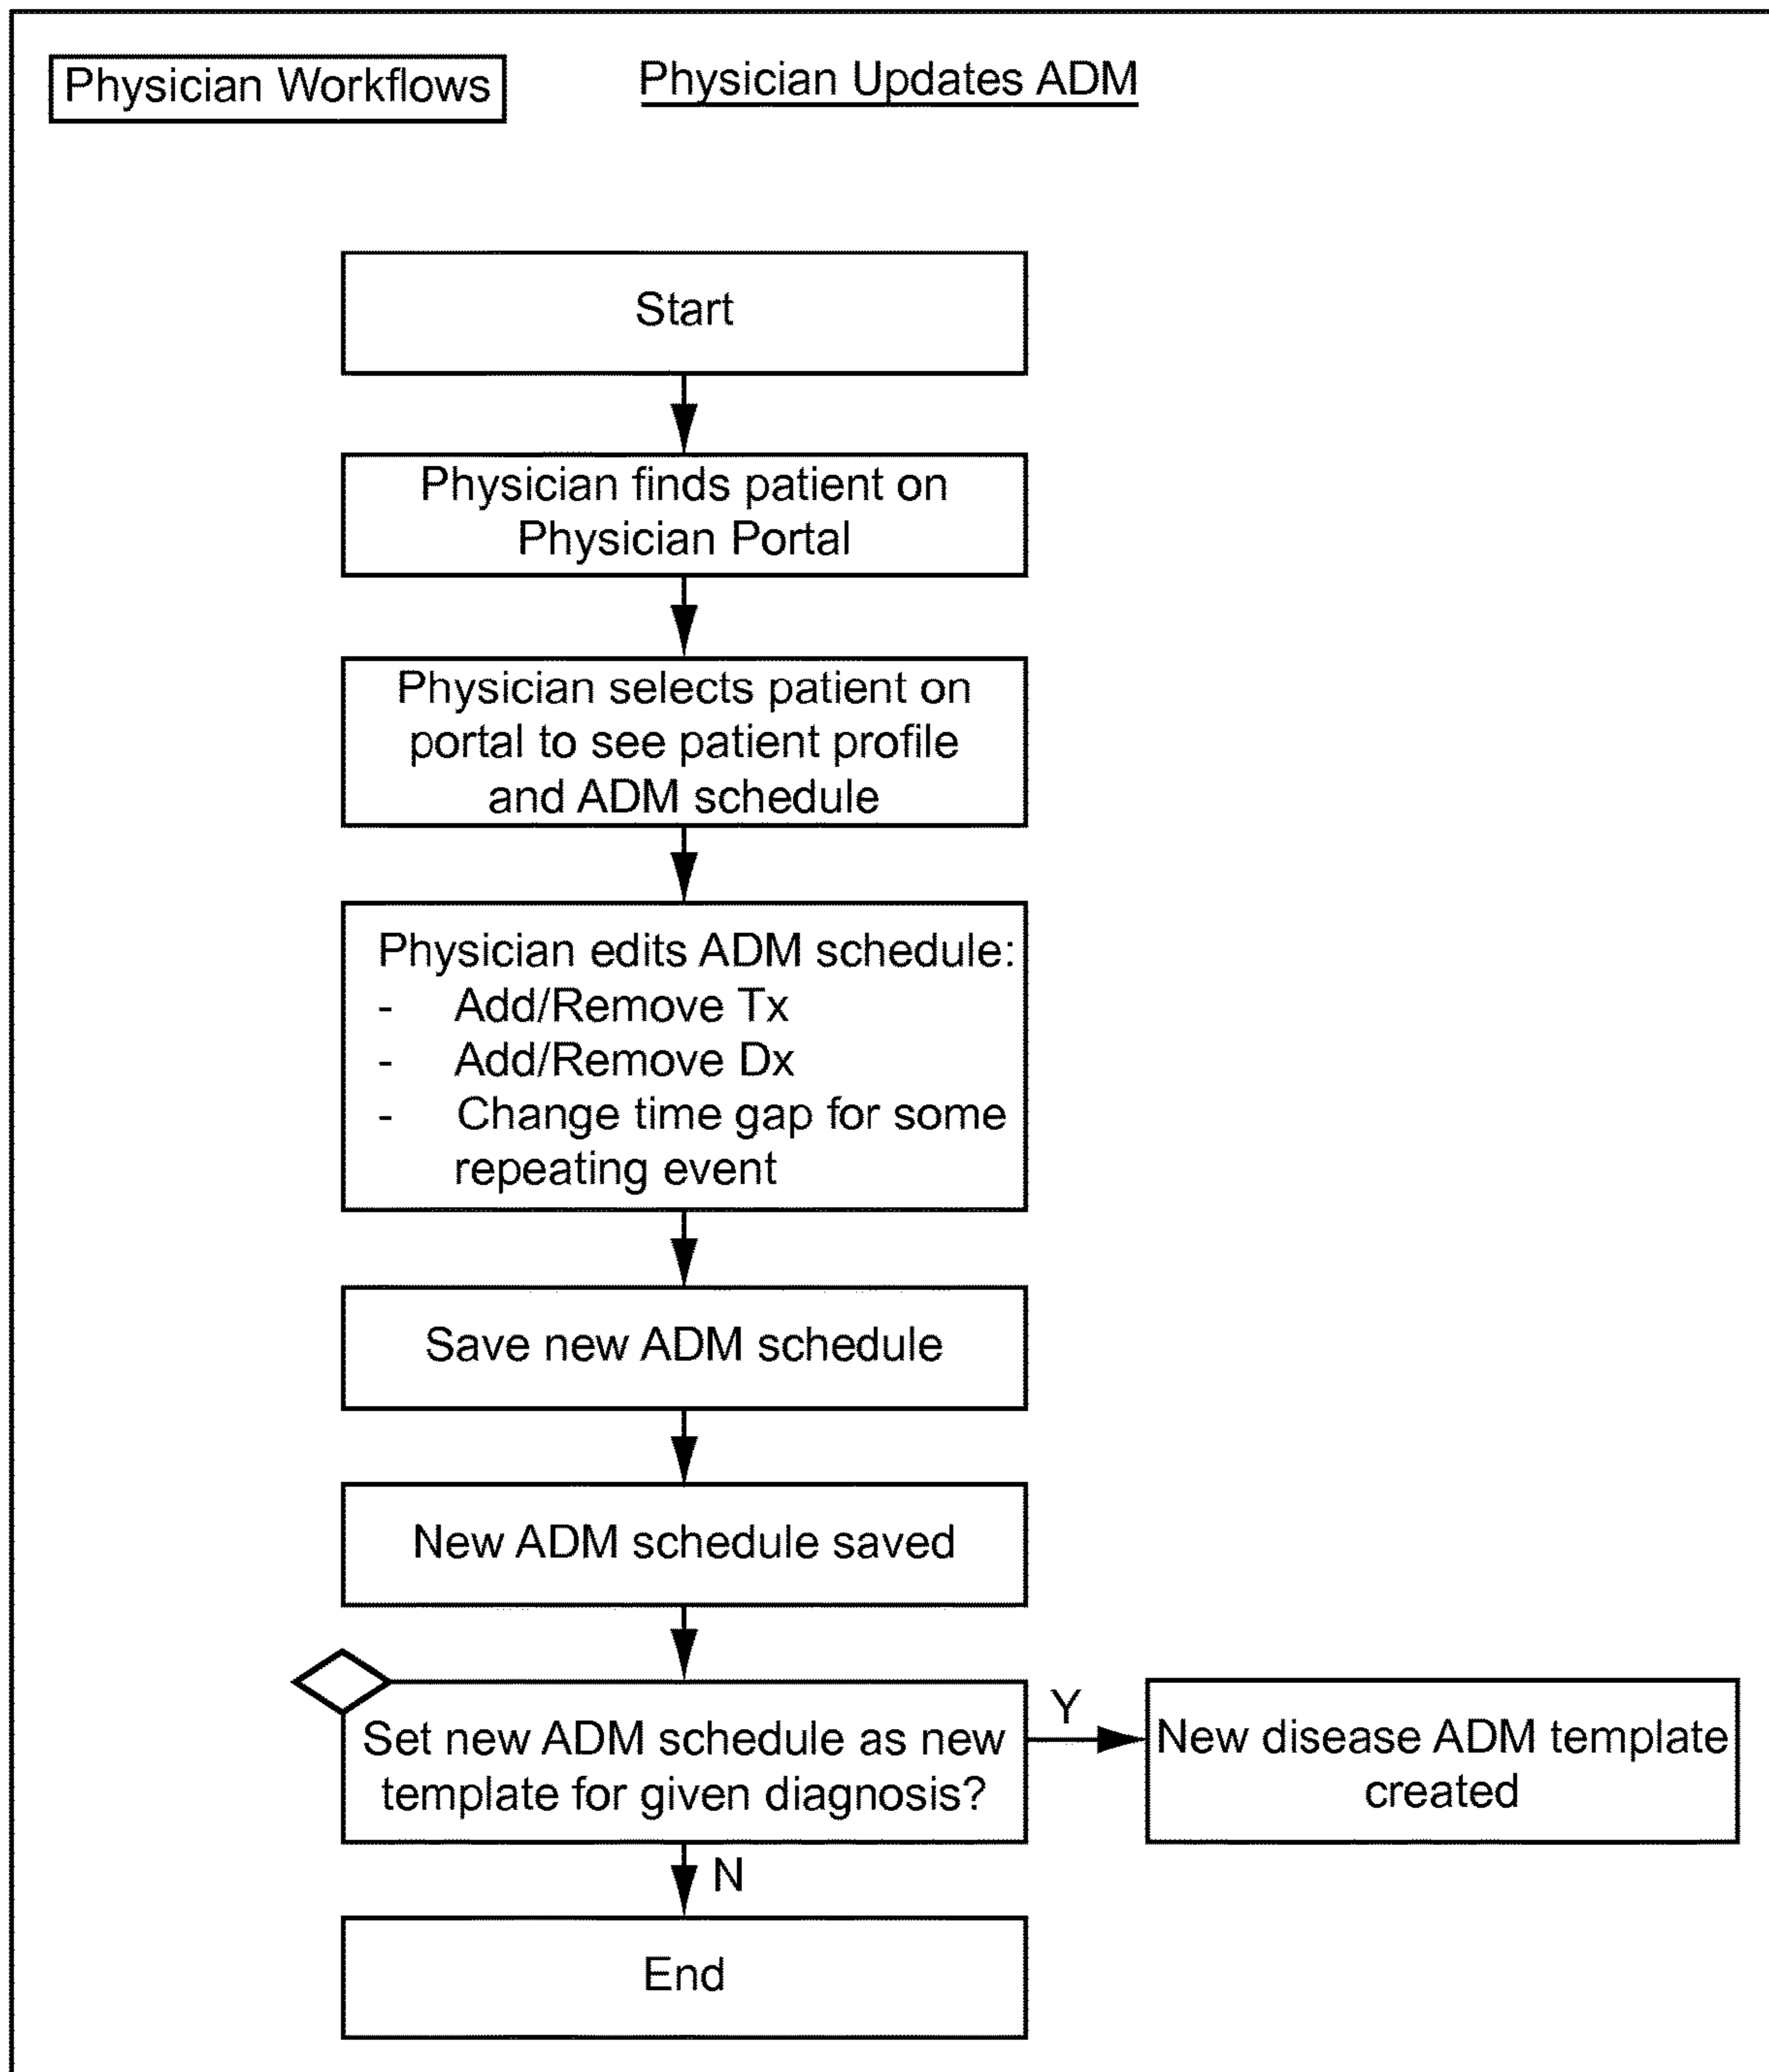 Physician Workflows
Physician Updates ADM
Start
Physician finds patient on
Physician Portal
Physician selects patient on
portal to see patient profile
and ADM schedule
Physician edits ADM schedule:
- Add/Remove Tx
- Add/Remove Dx
- Change time gap for some
repeating event
Save new ADM schedule
New ADM schedule saved
Set new ADM schedule as new
template for given diagnosis?
Y
New disease ADM template
created
N
End